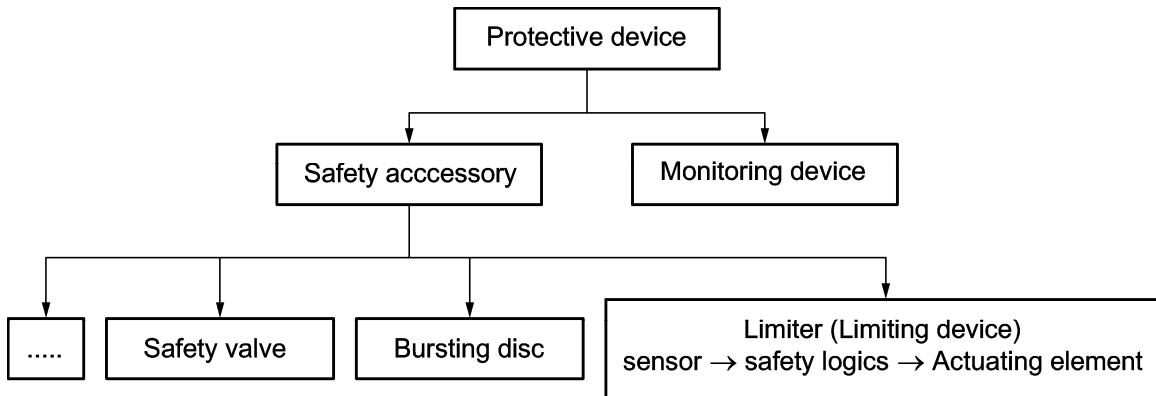 Protective device
Safety acccessory
Monitoring device
.....
Safety valve
Bursting disc
Limiter (Limiting device)
sensor → safety logics → Actuating element